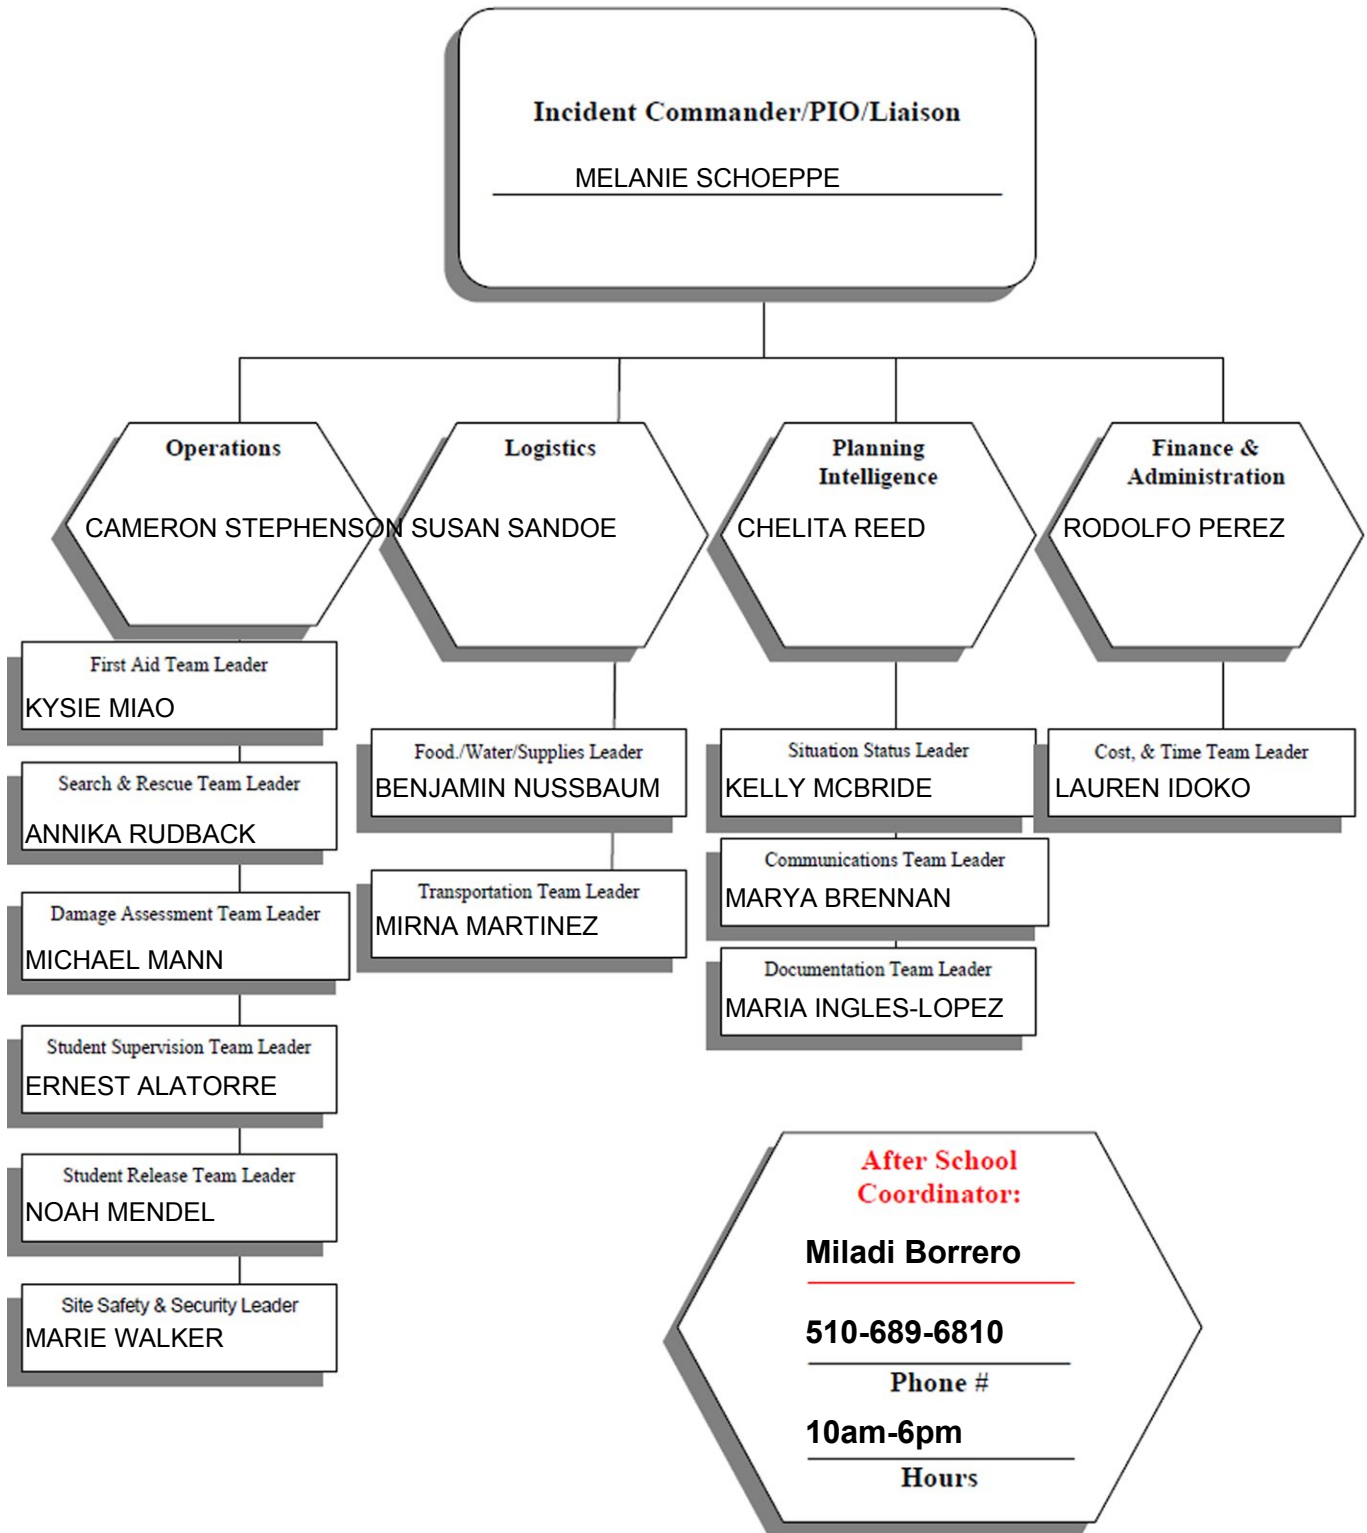 Incident Commander/PIO/Liaison
MELANIE SCHOEPPE
Operations
CAMERON STEPHENSON
Logistics
SUSAN SANDOE
Planning
Intelligence
CHELITA REED
Finance &
Administration
RODOLFO PEREZ
First Aid Team Leader
KYSIE MIAO
Search & Rescue Team Leader
ANNIKA RUDBACK
Damage Assessment Team Leader
MICHAEL MANN
Student Supervision Team Leader
ERNEST ALATORRE
Student Release Team Leader
NOAH MENDEL
Site Safety & Security Leader
MARIE WALKER
Food./Water/Supplies Leader
BENJAMIN NUSSBAUM
Transportation Team Leader
MIRNA MARTINEZ
Situation Status Leader
KELLY MCBRIDE
Communications Team Leader
MARYA BRENNAN
Documentation Team Leader
MARIA INGLES-LOPEZ
Cost, & Time Team Leader
LAUREN IDOKO
After School
Coordinator:
Miladi Borrero
510-689-6810
Phone #
10am-6pm
Hours